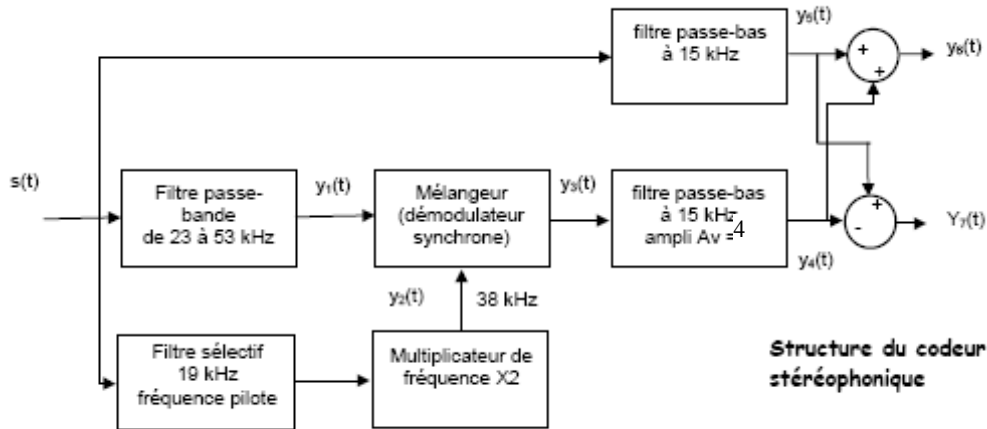 filtre passe-bas
à 15 kHz
y₅(t)
+
+
y₆(t)
s(t)
Filtre passe-
bande
de 23 à 53 kHz
y₁(t)
Mélangeur
(démodulateur
synchrone)
y₃(t)
filtre passe-bas
à 15 kHz
ampli Av = 4
+
-
Y₇(t)
y₄(t)
y₂(t)
38 kHz
Filtre sélectif
19 kHz
fréquence pilote
Multiplicateur de
fréquence X2
Structure du codeur
stéréophonique